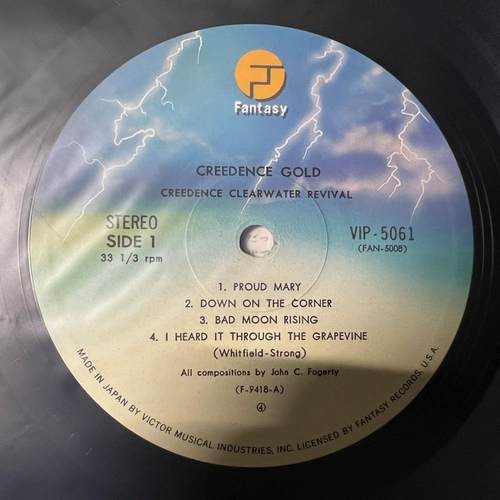 Fantasy
CREEDENCE GOLD
CREEDENCE CLEARWATER REVIVAL
STEREO
SIDE 1
33 1/3 rpm
VIP-5061
(FAN-5008)
1. PROUD MARY
2. DOWN ON THE CORNER
3. BAD MOON RISING
4. I HEARD IT THROUGH THE GRAPEVINE
(Whitfield-Strong)
All compositions by John C. Fogerty
(F-9418-A)
④
MADE IN JAPAN BY VICTOR MUSICAL INDUSTRIES, INC. LICENSED BY FANTASY RECORDS, U.S.A.